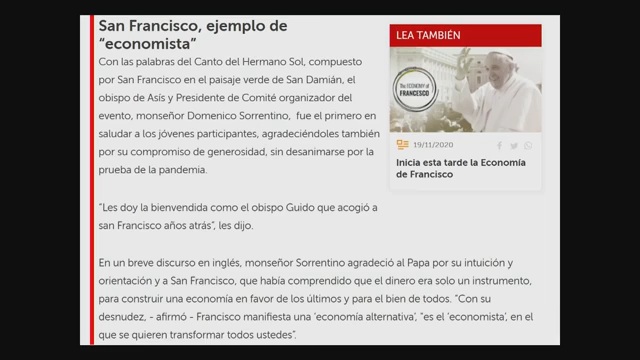 San Francisco, ejemplo de
“economista”
Con las palabras del Canto del Hermano Sol, compuesto
por San Francisco en el paisaje verde de San Damián, el
obispo de Asís y Presidente de Comité organizador del
evento, monseñor Domenico Sorrentino,  fue el primero en
saludar a los jóvenes participantes, agradeciéndoles también
por su compromiso de generosidad, sin desanimarse por la
prueba de la pandemia.
“Les doy la bienvenida como el obispo Guido que acogió a
san Francisco años atrás”, les dijo.
En un breve discurso en inglés, monseñor Sorrentino agradeció al Papa por su intuición y
orientación y a San Francisco, que había comprendido que el dinero era solo un instrumento,
para construir una economía en favor de los últimos y para el bien de todos. “Con su
desnudez, - afirmó - Francisco manifiesta una ‘economía alternativa’, “es el ‘economista’, en el
que se quieren transformar todos ustedes”.
LEA TAMBIÉN
The ECONOMY of
FRANCESCO
19/11/2020
Inicia esta tarde la Economía
de Francisco